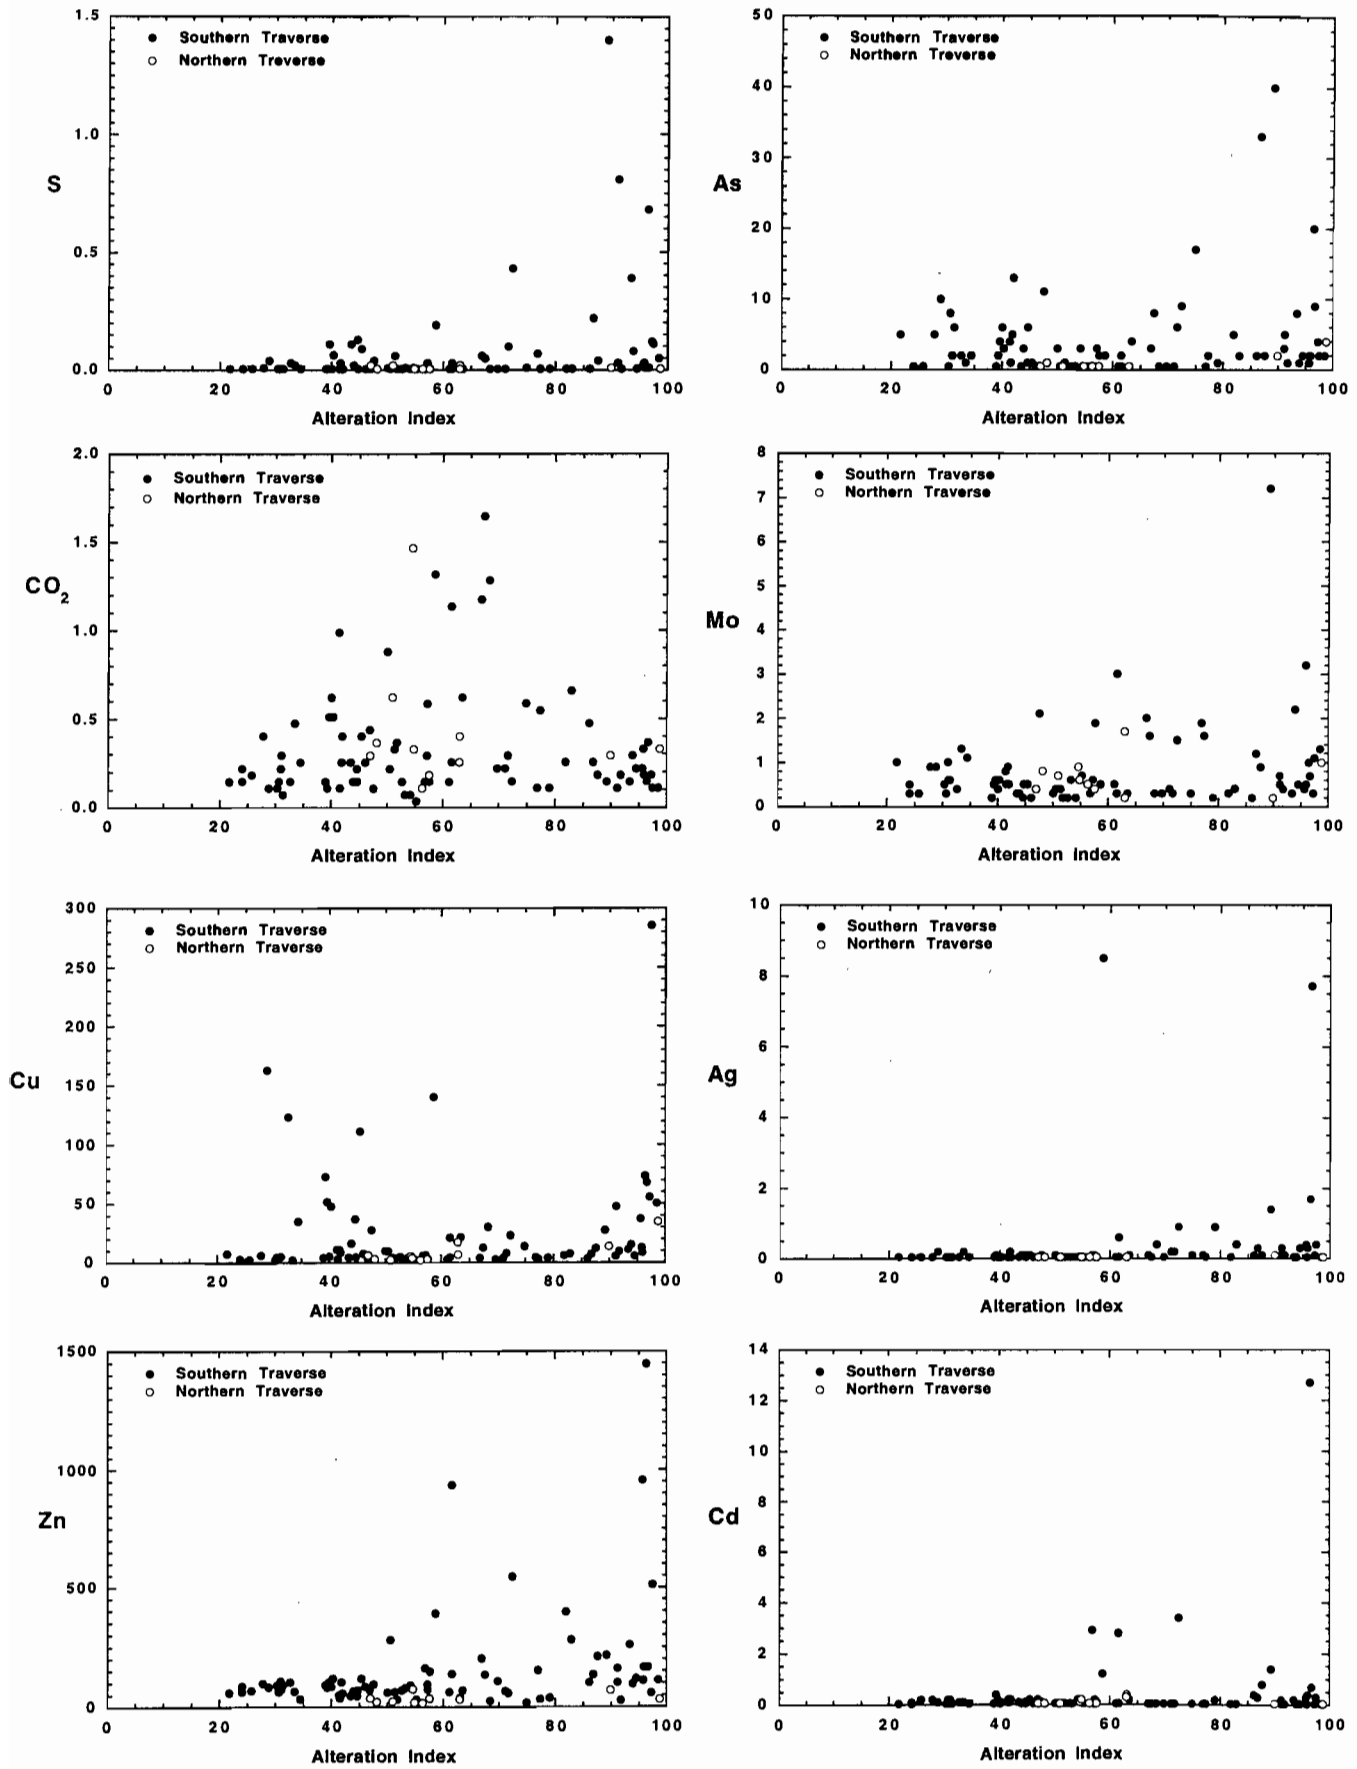 1.5
1.0
0.5
0.0
S
Southern Traverse
Northern Traverse
0 20 40 60 80 100
Alteration Index
50
40
30
20
10
0
As
Southern Traverse
Northern Traverse
0 20 40 60 80 100
Alteration Index
2.0
1.5
1.0
0.5
0.0
CO2
Southern Traverse
Northern Traverse
0 20 40 60 80 100
Alteration Index
8
7
6
5
4
3
2
1
0
Mo
Southern Traverse
Northern Traverse
0 20 40 60 80 100
Alteration Index
300
250
200
150
100
50
0
Cu
Southern Traverse
Northern Traverse
0 20 40 60 80 100
Alteration Index
10
8
6
4
2
0
Ag
Southern Traverse
Northern Traverse
0 20 40 60 80 100
Alteration Index
1500
1000
500
0
Zn
Southern Traverse
Northern Traverse
0 20 40 60 80 100
Alteration Index
14
12
10
8
6
4
2
0
Cd
Southern Traverse
Northern Traverse
0 20 40 60 80 100
Alteration Index